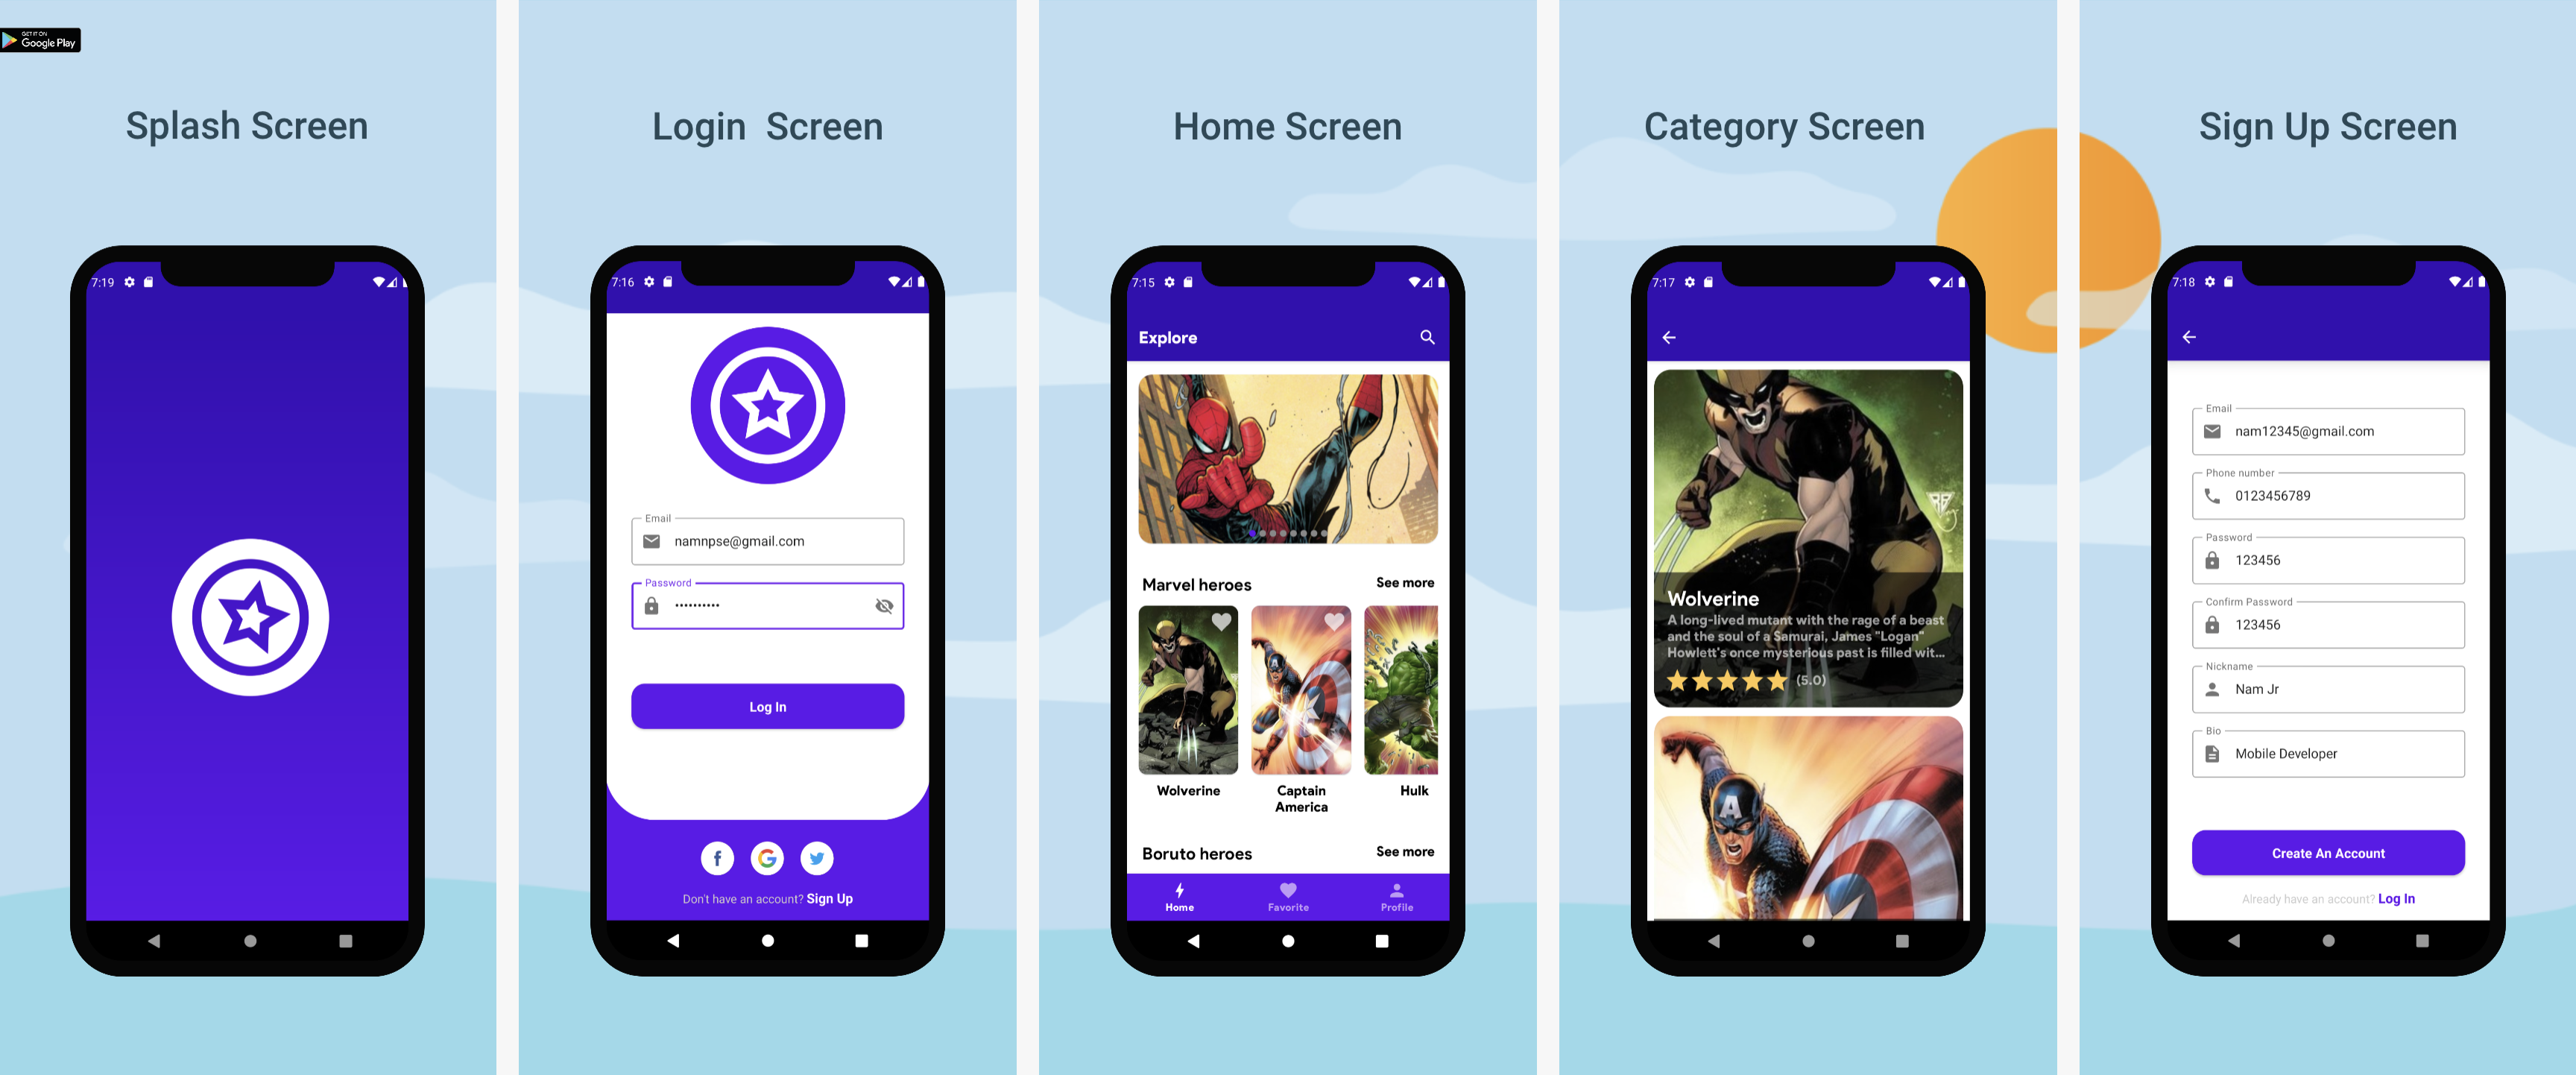 GET IT ON
Google Play
Splash Screen
7:19
Login  Screen
7:16
Email
namnpse@gmail.com
Password
••••••••••
Log In
Don't have an account? Sign Up
Home Screen
7:15
Explore
Marvel heroes
See more
Wolverine
Captain
America
Hulk
Boruto heroes
See more
Home
Favorite
Profile
Category Screen
7:17
Wolverine
A long-lived mutant with the rage of a beast
and the soul of a Samurai, James "Logan"
Howlett's once mysterious past is filled wit...
(5.0)
A
Sign Up Screen
7:18
Email
nam12345@gmail.com
Phone number
0123456789
Password
123456
Confirm Password
123456
Nickname
Nam Jr
Bio
Mobile Developer
Create An Account
Already have an account? Log In